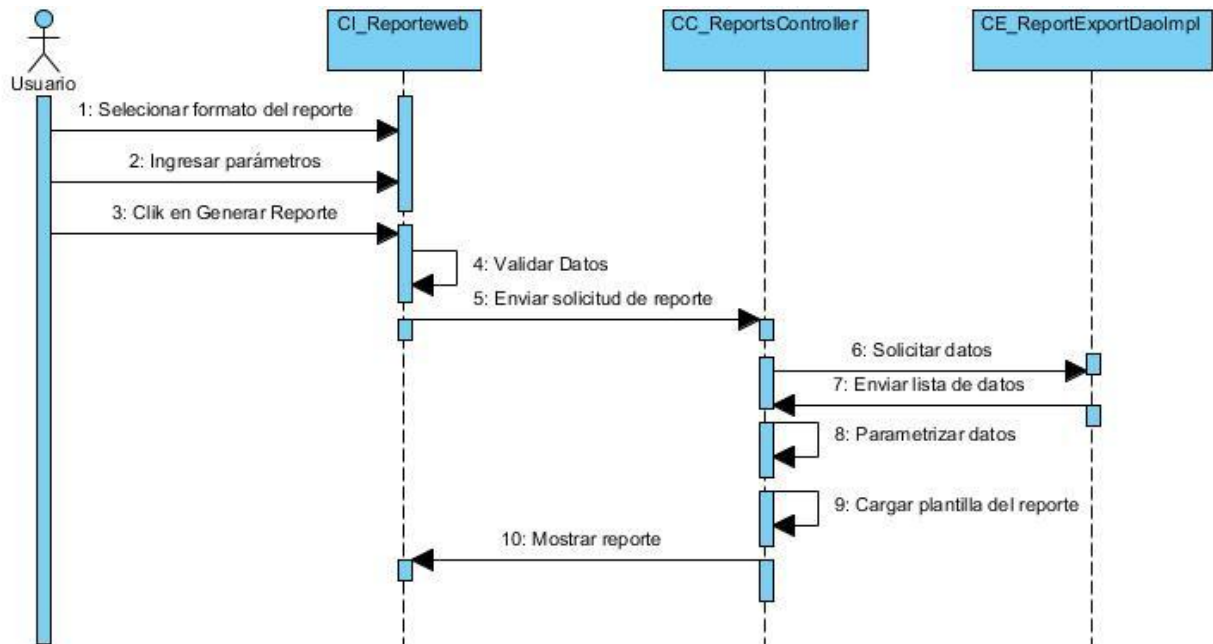 CI_Reporteweb
CC_ReportsController
CE_ReportExportDaoImpl
Usuario
1: Selecionar formato del reporte
2: Ingresar parámetros
3: Clik en Generar Reporte
4: Validar Datos
5: Enviar solicitud de reporte
6: Solicitar datos
7: Enviar lista de datos
8: Parametrizar datos
9: Cargar plantilla del reporte
10: Mostrar reporte